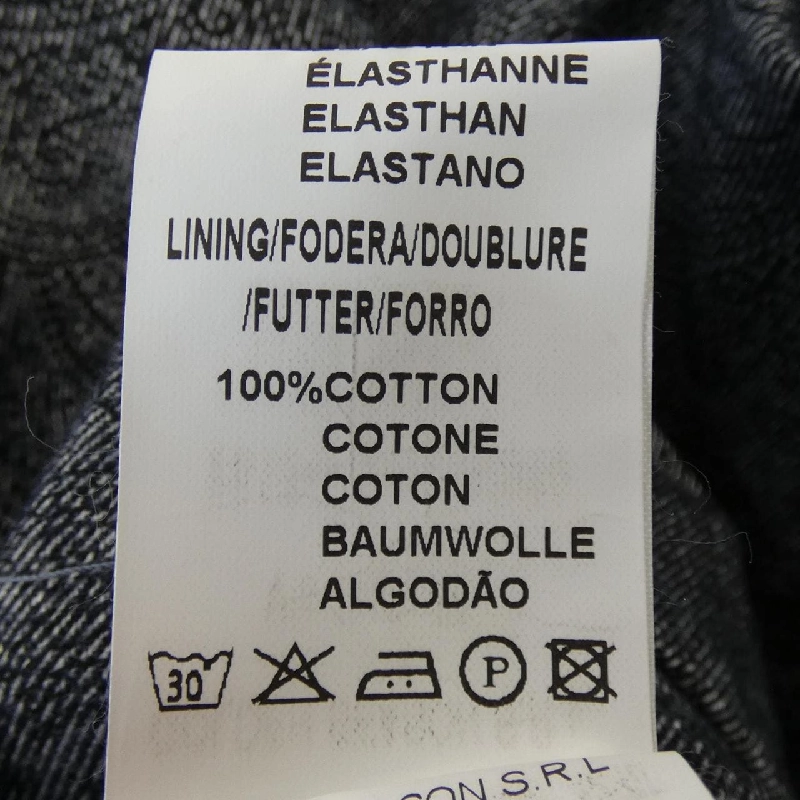 ÉLASTHANNE
ELASTHAN
ELASTANO
LINING/FODERA/DOUBLURE
/FUTTER/FORRO
100%COTTON
COTONE
COTON
BAUMWOLLE
ALGODÃO
30 P
S.R.L